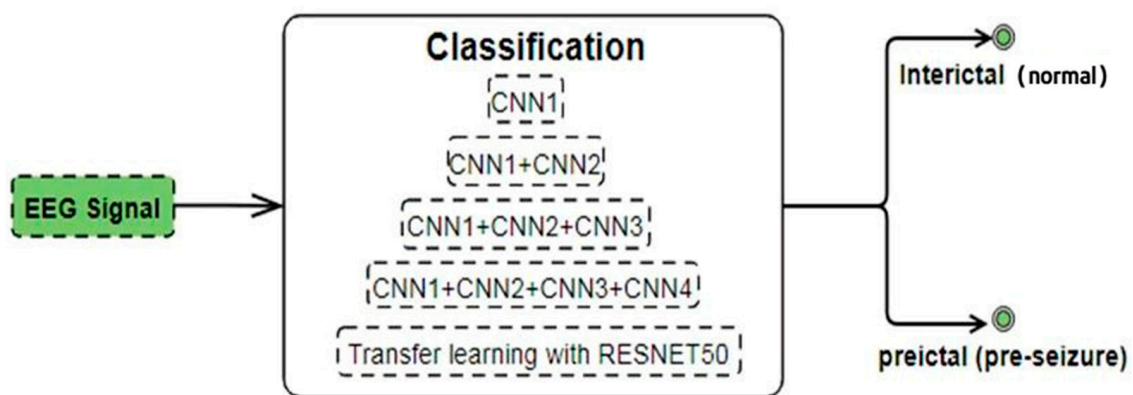 Classification
CNN1
CNN1+CNN2
CNN1+CNN2+CNN3
CNN1+CNN2+CNN3+CNN4
Transfer learning with RESNET50
EEG Signal
Interictal (normal)
preictal (pre-seizure)